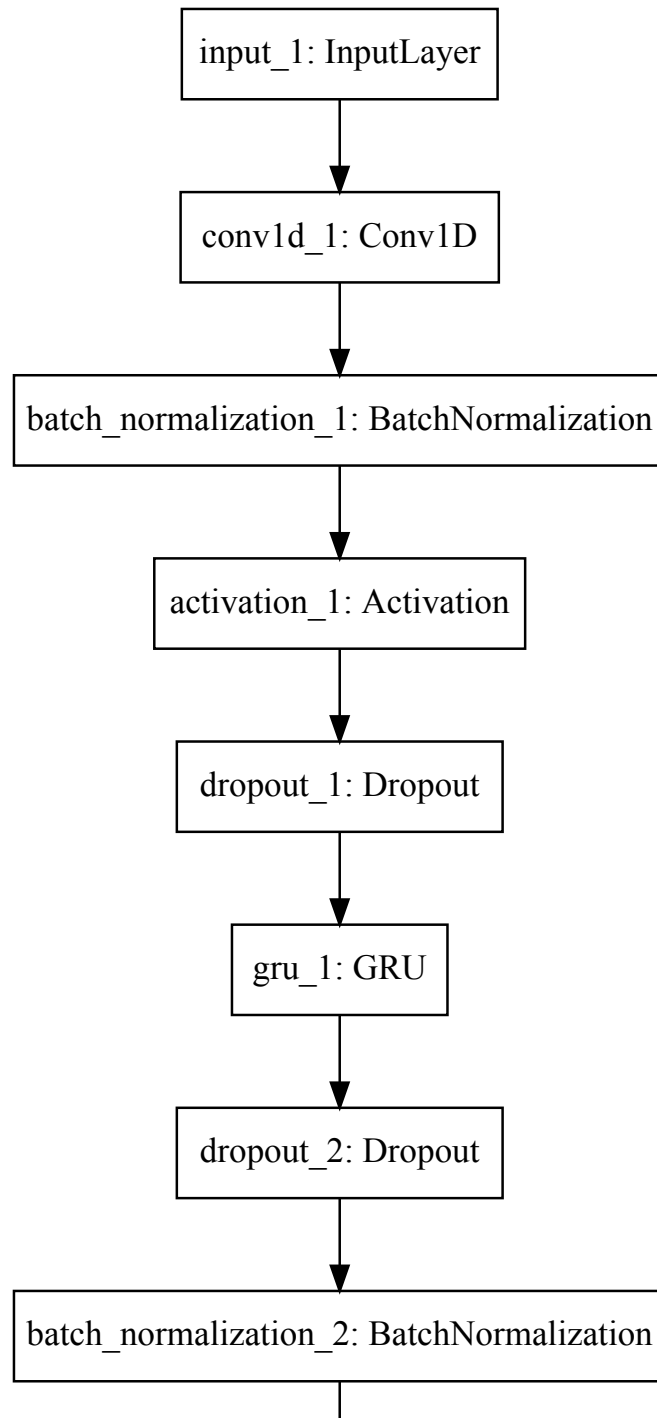 input_1: InputLayer
conv1d_1: Conv1D
batch_normalization_1: BatchNormalization
activation_1: Activation
dropout_1: Dropout
gru_1: GRU
dropout_2: Dropout
batch_normalization_2: BatchNormalization